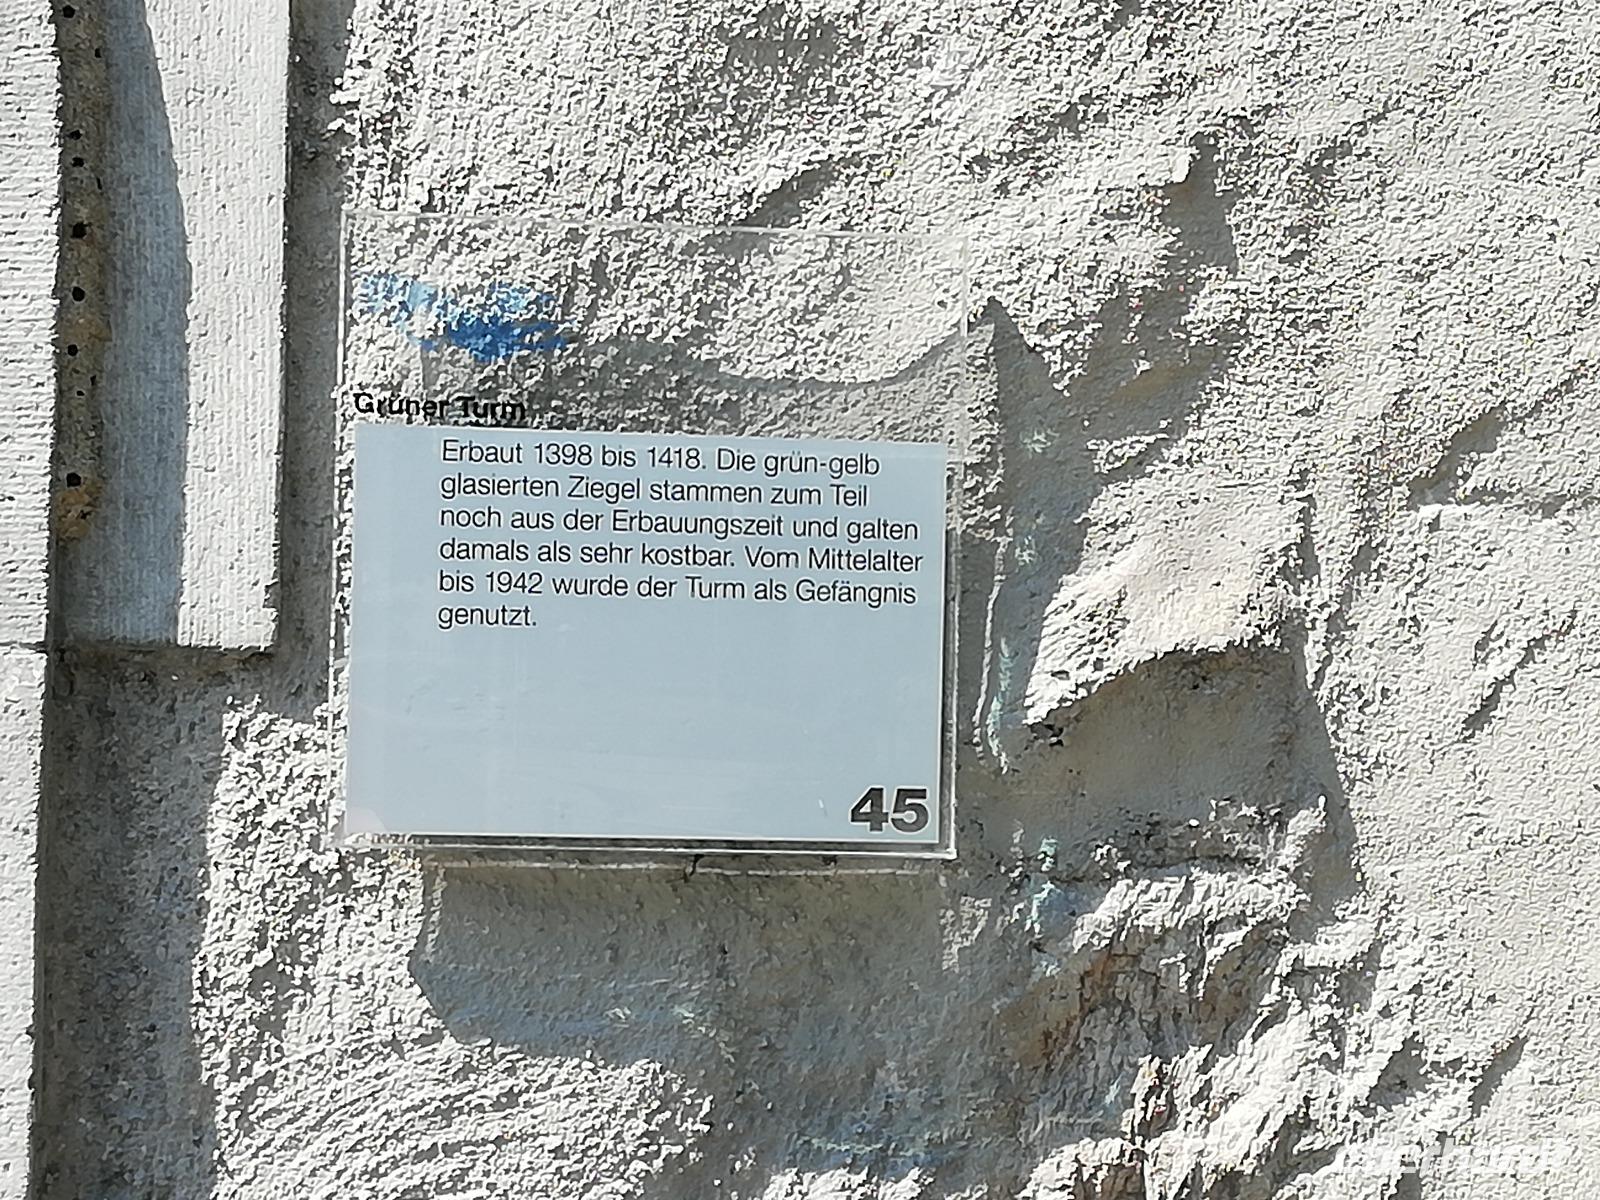 Grüner Turm
Erbaut 1398 bis 1418. Die grün-gelb
glasierten Ziegel stammen zum Teil
noch aus der Erbauungszeit und galten
damals als sehr kostbar. Vom Mittelalter
bis 1942 wurde der Turm als Gefängnis
genutzt.
45